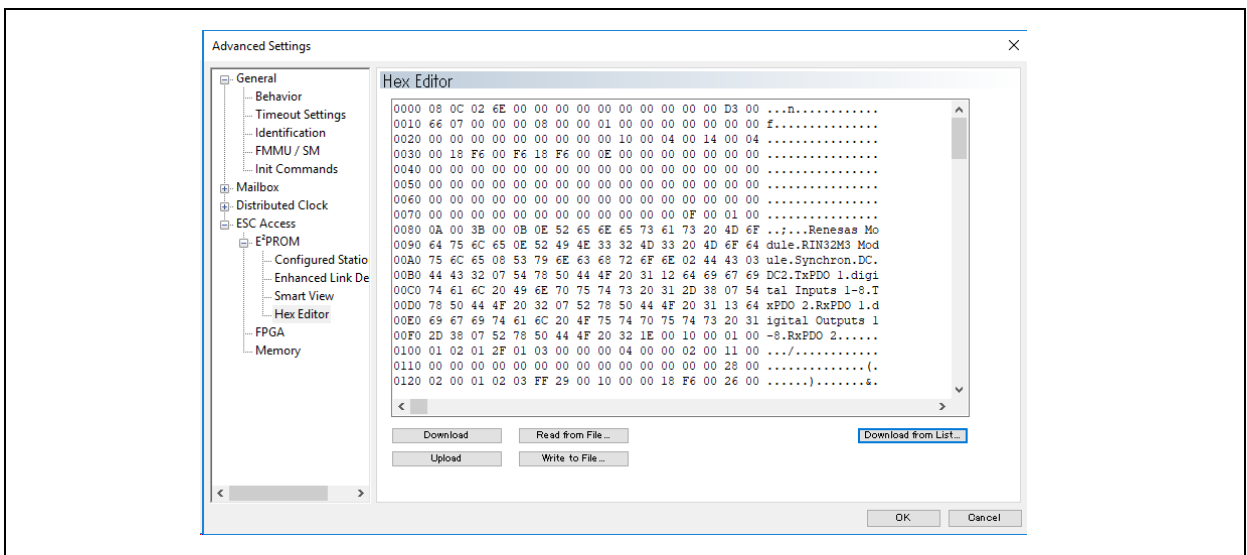 Advanced Settings
General
Behavior
Timeout Settings
Identification
FMMU / SM
Init Commands
Mailbox
Distributed Clock
ESC Access
E²PROM
Configured Statio
Enhanced Link De
Smart View
Hex Editor
FPGA
Memory
Hex Editor
0000 08 0C 02 6E 00 00 00 00 00 00 00 00 00 00 D3 00 ...n............
0010 66 07 00 00 00 08 00 00 01 00 00 00 00 00 00 00 f...............
0020 00 00 00 00 00 00 00 00 00 10 00 04 00 14 00 04 ................
0030 00 18 F6 00 F6 18 F6 00 0E 00 00 00 00 00 00 00 ................
0040 00 00 00 00 00 00 00 00 00 00 00 00 00 00 00 00 ................
0050 00 00 00 00 00 00 00 00 00 00 00 00 00 00 00 00 ................
0060 00 00 00 00 00 00 00 00 00 00 00 00 00 00 00 00 ................
0070 00 00 00 00 00 00 00 00 00 00 00 00 0F 00 01 00 ................
0080 0A 00 3B 00 0B 0E 52 65 6E 65 73 61 73 20 4D 6F ..;...Renesas Mo
0090 64 75 6C 65 0E 52 49 4E 33 32 4D 33 20 4D 6F 64 dule.RIN32M3 Mod
00A0 75 6C 65 08 53 79 6E 63 68 72 6F 6E 02 44 43 03 ule.Synchron.DC.
00B0 44 43 32 07 54 78 50 44 4F 20 31 12 64 69 67 69 DC2.TxPDO 1.digi
00C0 74 61 6C 20 49 6E 70 75 74 73 20 31 2D 38 07 54 tal Inputs 1-8.T
00D0 78 50 44 4F 20 32 07 52 78 50 44 4F 20 31 13 64 xPDO 2.RxPDO 1.d
00E0 69 67 69 74 61 6C 20 4F 75 74 70 75 74 73 20 31 igital Outputs 1
00F0 2D 38 07 52 78 50 44 4F 20 32 1E 00 10 00 01 00 -8.RxPDO 2......
0100 01 02 01 2F 01 03 00 00 00 04 00 00 02 00 11 00 .../............
0110 00 00 00 00 00 00 00 00 00 00 00 00 00 00 28 00 ..............(.
0120 02 00 01 02 03 FF 29 00 10 00 00 18 F6 00 26 00 ......).......&.
Download
Read from File...
Download from List...
Upload
Write to File...
OK
Cancel